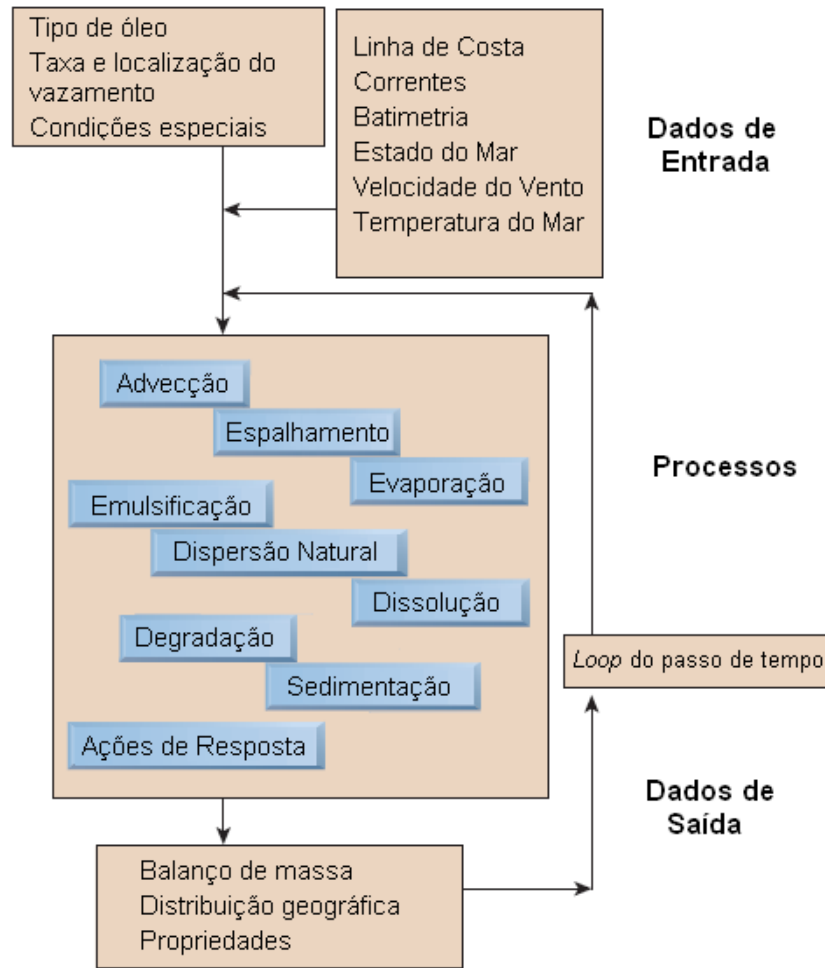 Tipo de óleo
Taxa e localização do
vazamento
Condições especiais
Linha de Costa
Correntes
Batimetria
Estado do Mar
Velocidade do Vento
Temperatura do Mar
Dados de
Entrada
Advecção
Espalhamento
Evaporação
Emulsificação
Dispersão Natural
Dissolução
Degradação
Sedimentação
Ações de Resposta
Processos
Loop do passo de tempo
Dados de
Saída
Balanço de massa
Distribuição geográfica
Propriedades